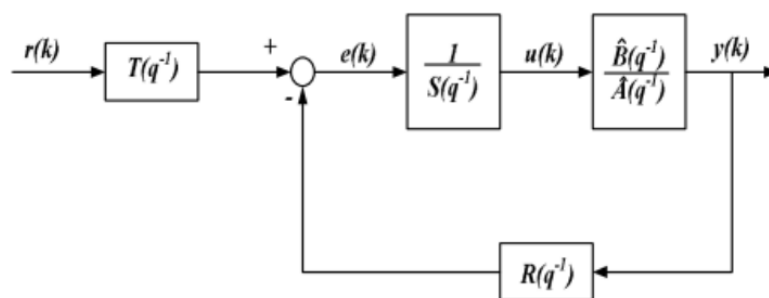 r(k)
T(q⁻¹)
+
-
e(k)
1
S(q⁻¹)
u(k)
B̂(q⁻¹)
Â(q⁻¹)
y(k)
R(q⁻¹)